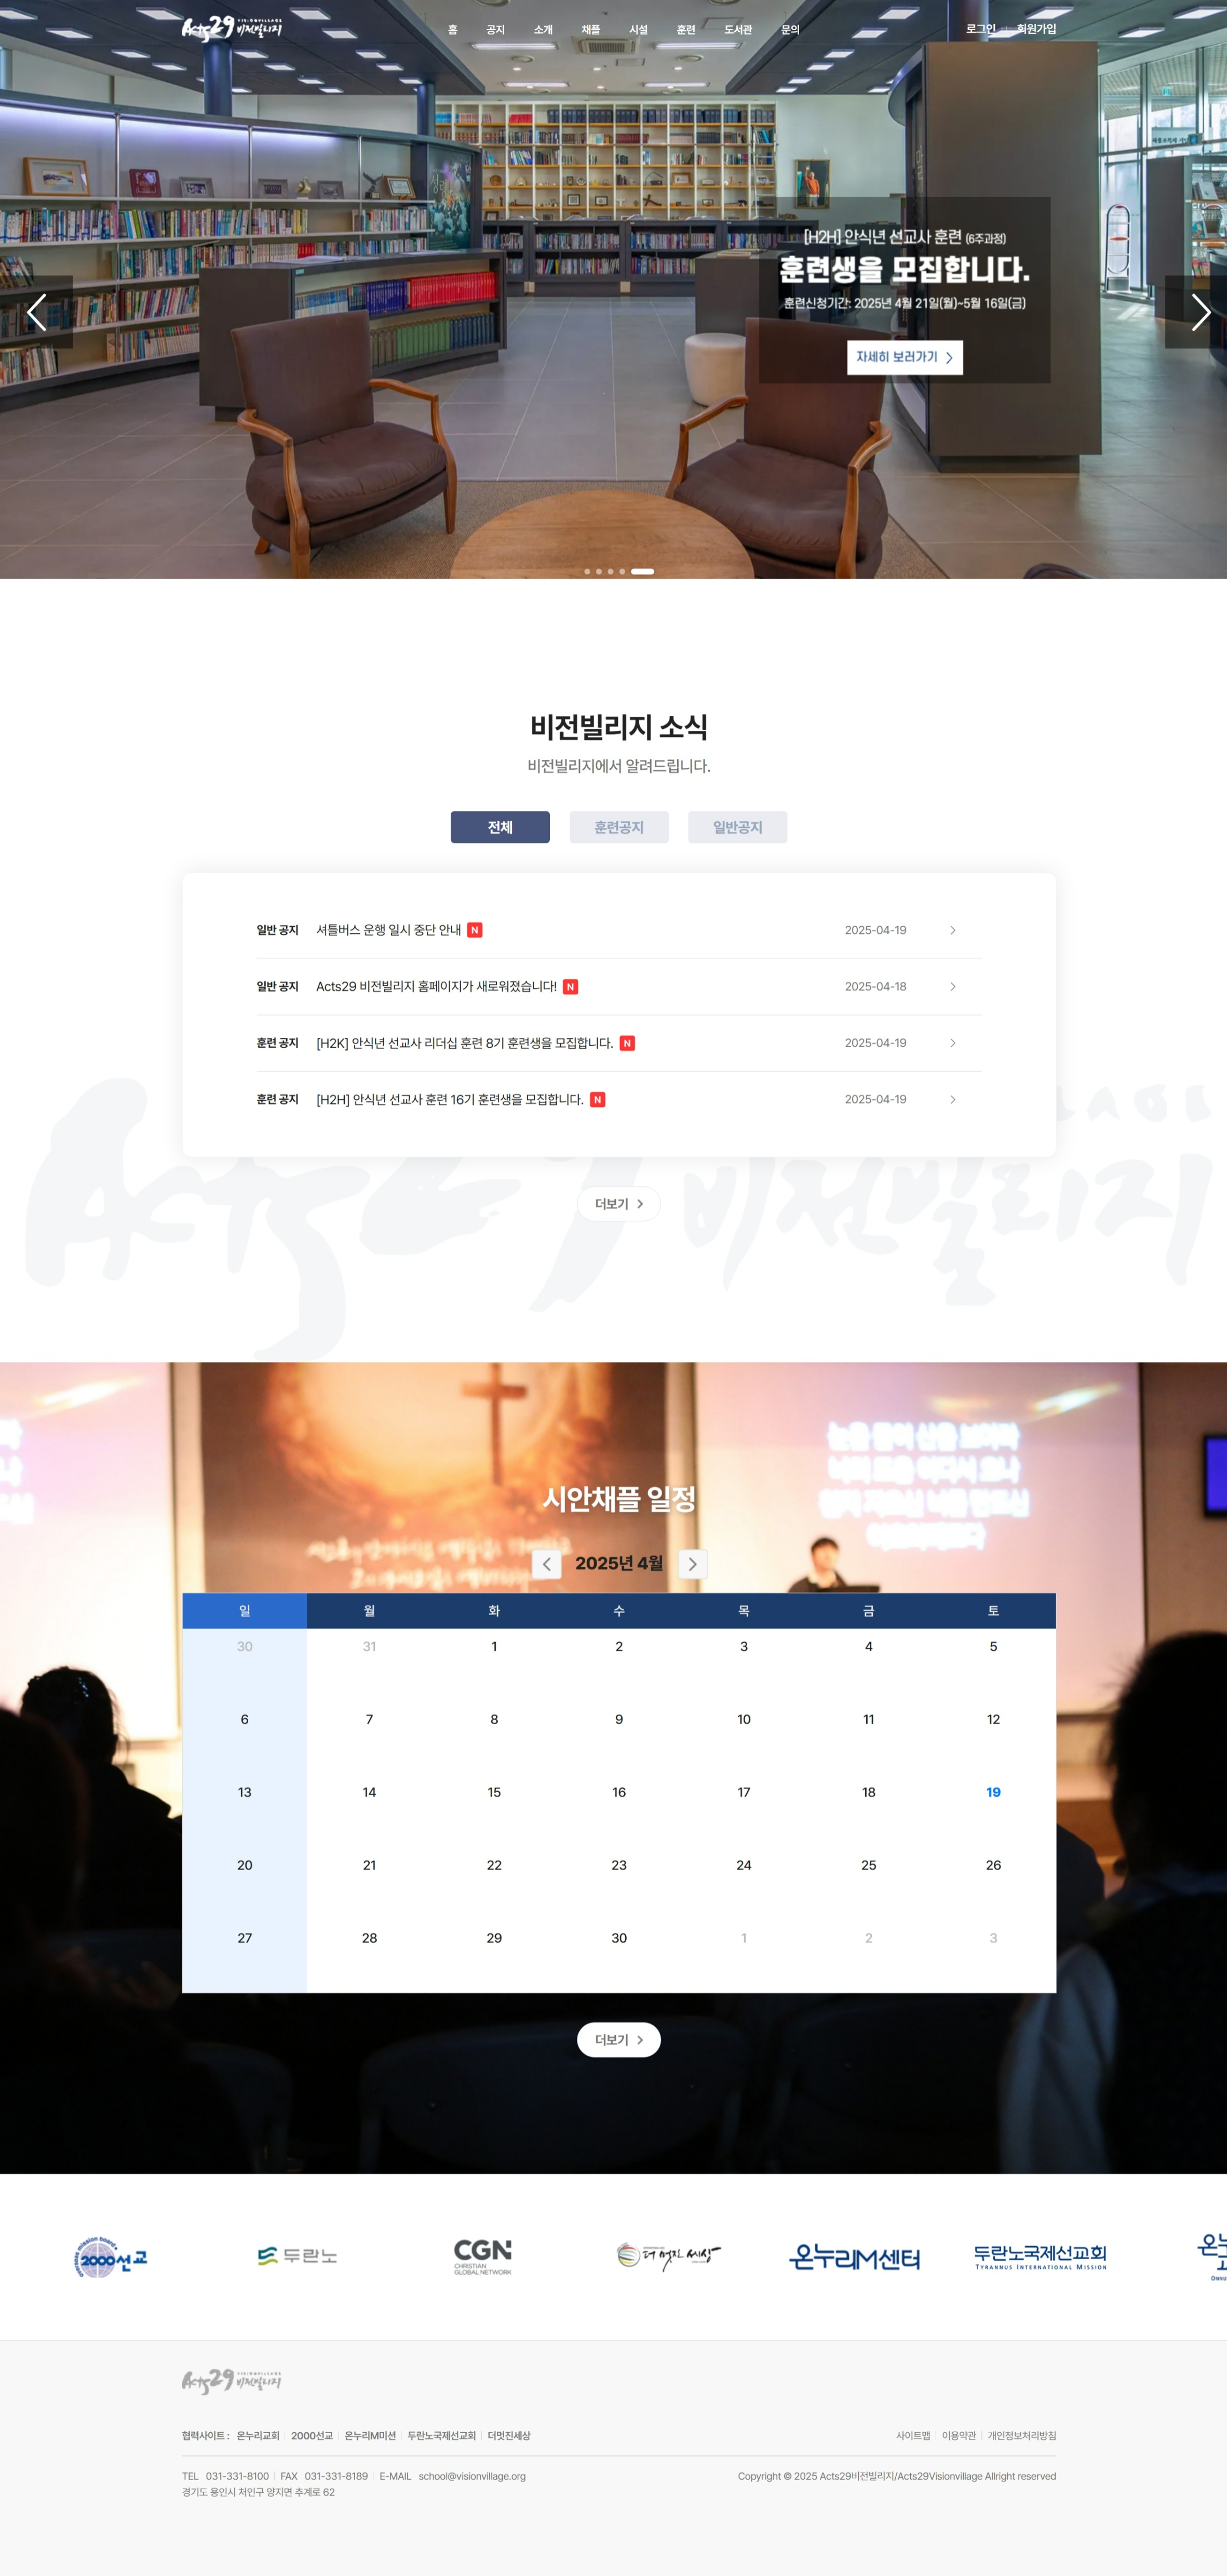 Acts29 VISIONVILLAGE 비전빌리지
홈 공지 소개 채플 시설 훈련 도서관 문의
로그인 회원가입
[H2H] 안식년 선교사 훈련 (6주과정)
훈련생을 모집합니다.
훈련신청기간: 2025년 4월 21일(월)~5월 16일(금)
자세히 보러가기
비전빌리지 소식
비전빌리지에서 알려드립니다.
전체 훈련공지 일반공지
일반 공지 셔틀버스 운행 일시 중단 안내 N 2025-04-19
일반 공지 Acts29 비전빌리지 홈페이지가 새로워졌습니다! N 2025-04-18
훈련 공지 [H2K] 안식년 선교사 리더십 훈련 8기 훈련생을 모집합니다. N 2025-04-19
훈련 공지 [H2H] 안식년 선교사 훈련 16기 훈련생을 모집합니다. N 2025-04-19
Acts29 비전빌리지
더보기
시안채플 일정
2025년 4월
일 월 화 수 목 금 토
30 31 1 2 3 4 5
6 7 8 9 10 11 12
13 14 15 16 17 18 19
20 21 22 23 24 25 26
27 28 29 30 1 2 3
더보기
2000선교
두란노
CGN
CHRISTIAN
GLOBAL NETWORK
더 멋진 세상
온누리M센터
두란노국제선교회
TYRANNUS INTERNATIONAL MISSION
Acts29 VISIONVILLAGE 비전빌리지
협력사이트 : 온누리교회 2000선교 온누리M미션 두란노국제선교회 더멋진세상
사이트맵 이용약관 개인정보처리방침
TEL 031-331-8100 FAX 031-331-8189 E-MAIL school@visionvillage.org
경기도 용인시 처인구 양지면 추계로 62
Copyright © 2025 Acts29비전빌리지/Acts29Visionvillage Allright reserved